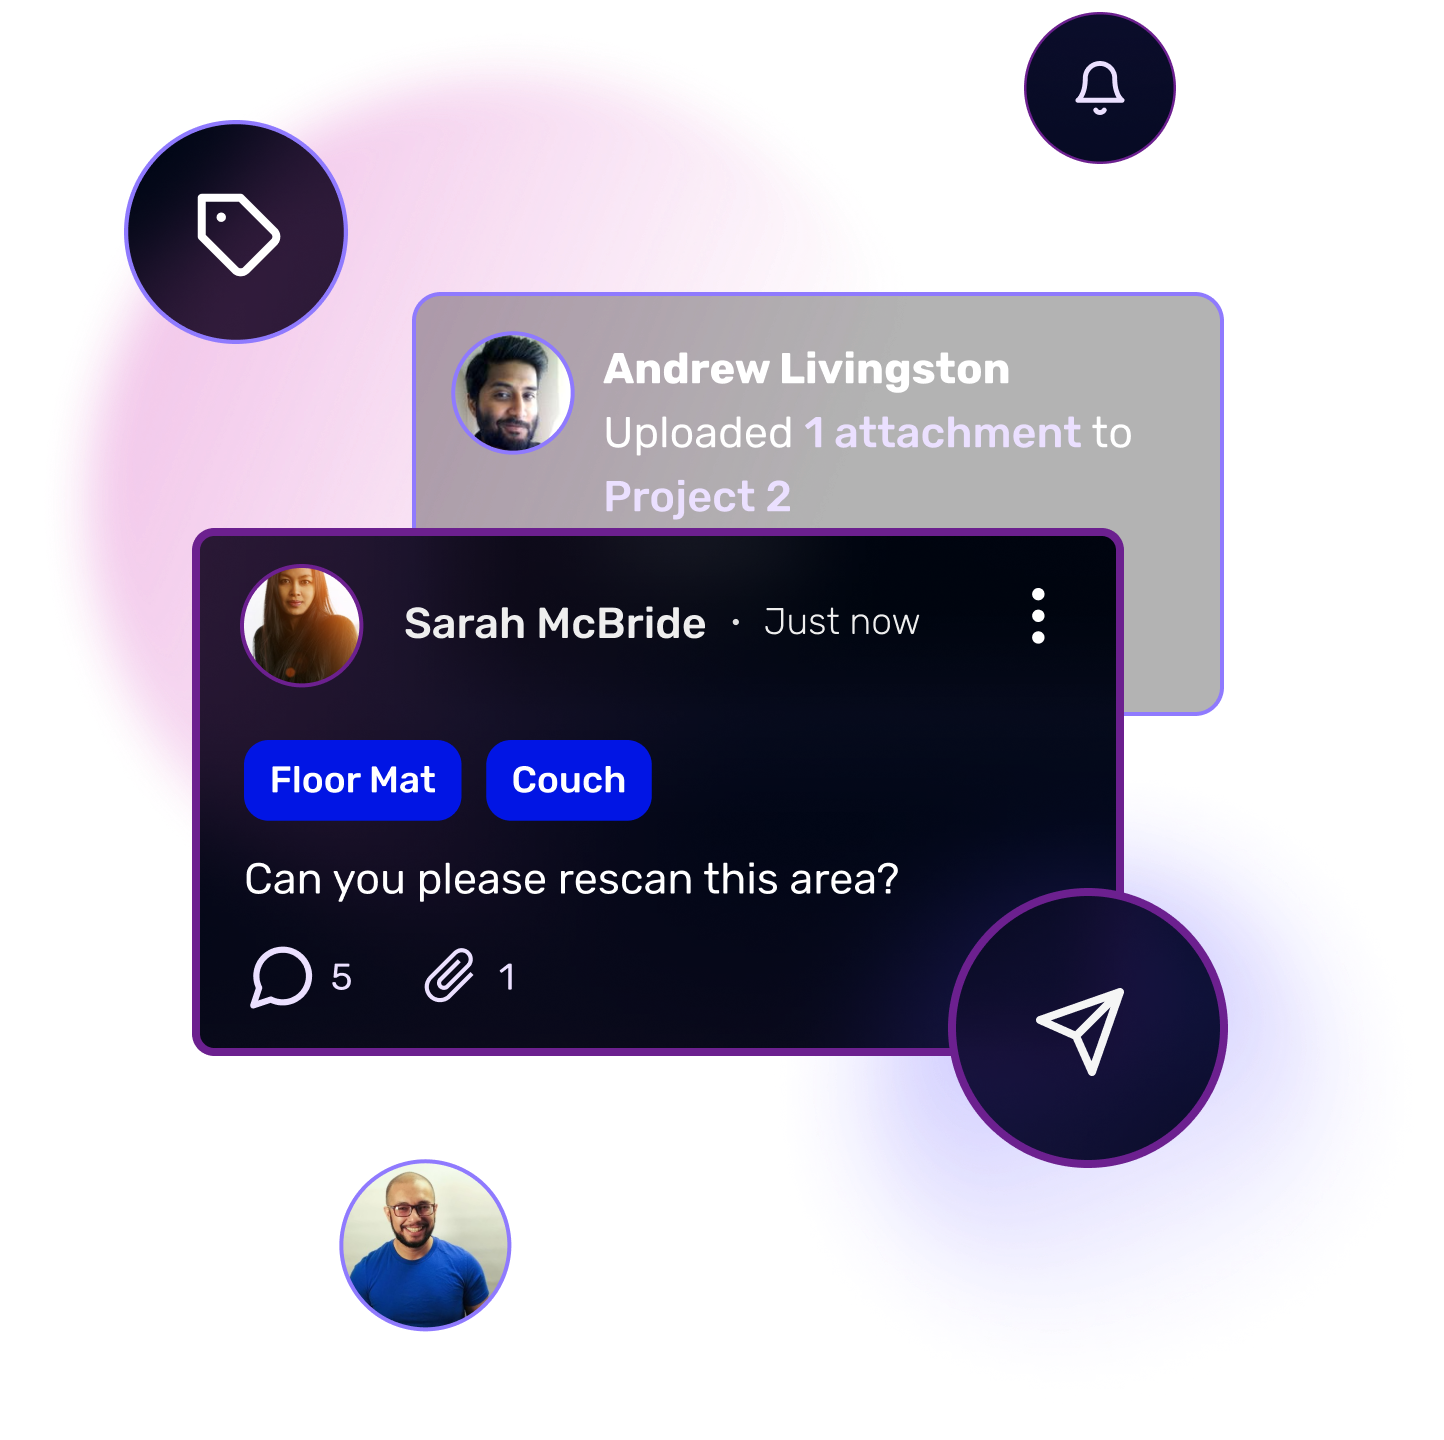 Andrew Livingston
Uploaded 1 attachment to
Project 2
Sarah McBride · Just now
Floor Mat Couch
Can you please rescan this area?
5 1